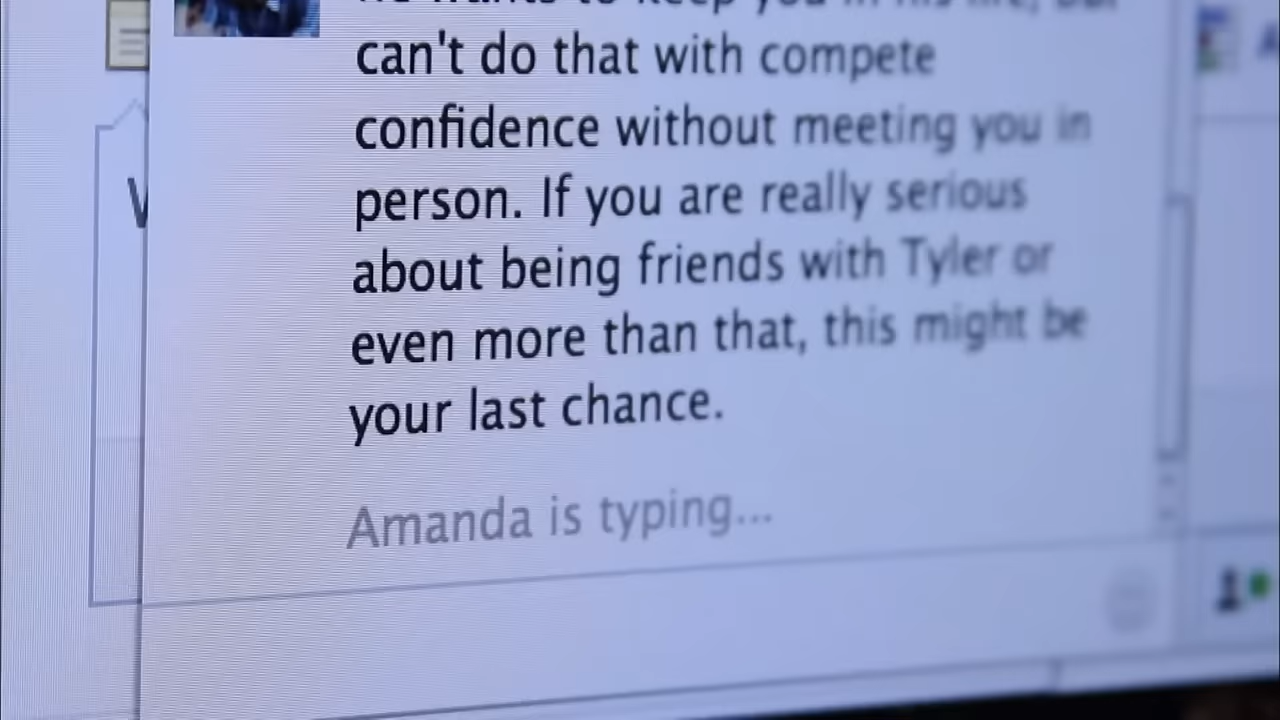 can't do that with compete
confidence without meeting you in
person. If you are really serious
about being friends with Tyler or
even more than that, this might be
your last chance.
Amanda is typing...